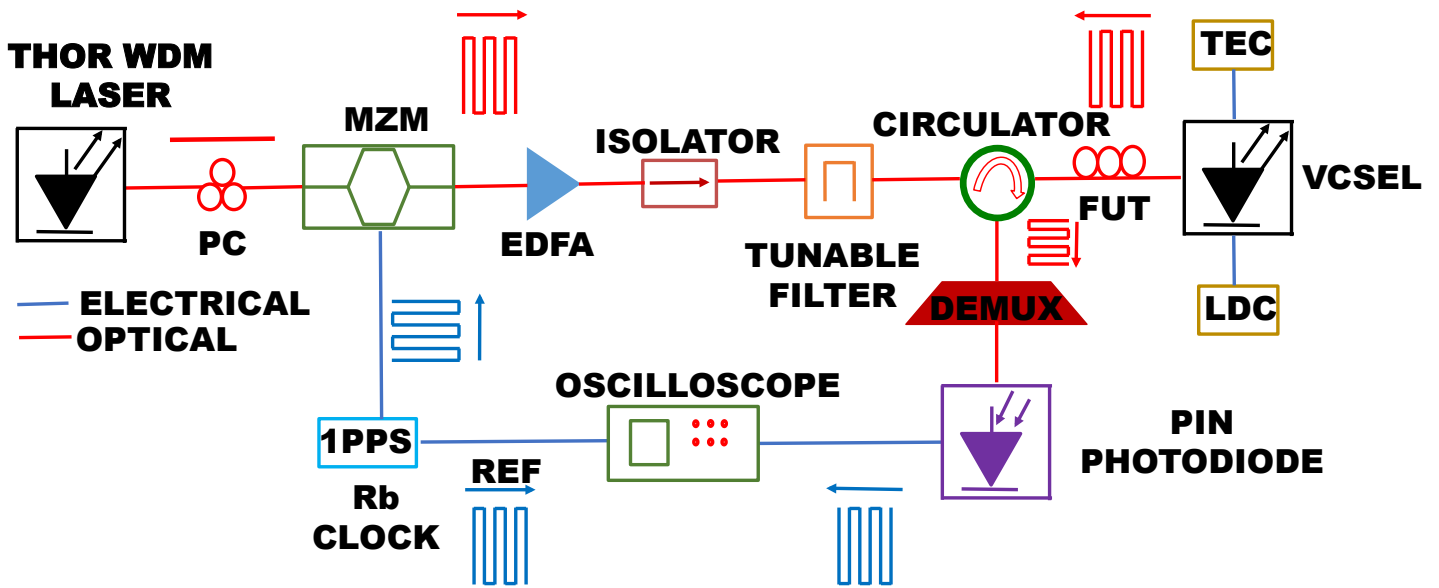 THOR WDM
LASER
MZM
ISOLATOR
CIRCULATOR
TEC
VCSEL
PC
EDFA
FUT
TUNABLE
FILTER
DEMUX
LDC
ELECTRICAL
OPTICAL
OSCILLOSCOPE
1PPS
REF
Rb
CLOCK
PIN
PHOTODIODE